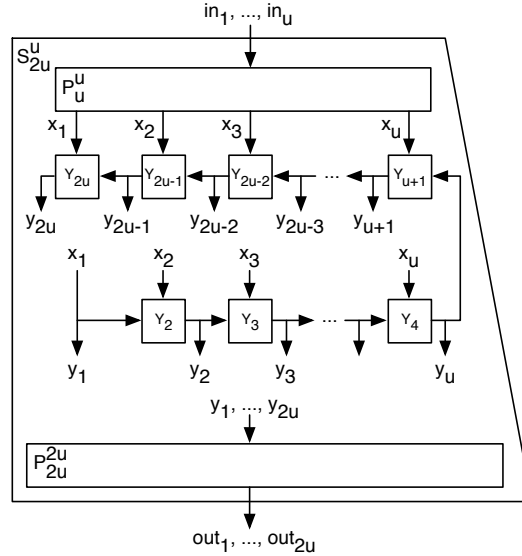 in1, ..., inu
S2u^u
Pu^u
x1 x2 x3 xu
Y2u Y2u-1 Y2u-2 ... Yu+1
y2u y2u-1 y2u-2 y2u-3 yu+1
x1 x2 x3 xu
Y2 Y3 ... Y4
y1 y2 y3 yu
y1, ..., y2u
P2u^2u
out1, ..., out2u